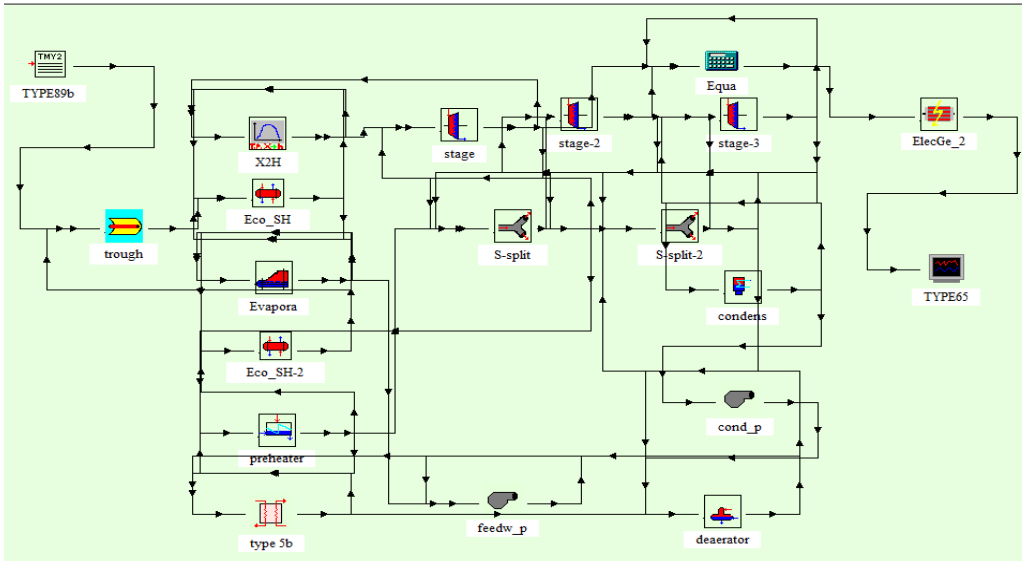 TMY2
TYPE89b
Equa
stage
stage-2
stage-3
ElecGe_2
X2H
Eco_SH
trough
S-split
S-split-2
Evapora
condens
TYPE65
Eco_SH-2
cond_p
preheater
feedw_p
type 5b
deaerator